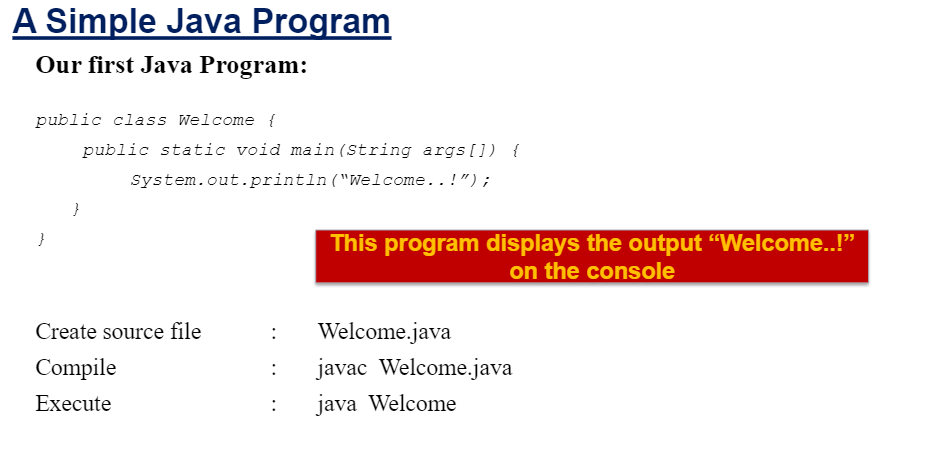 A Simple Java Program
Our first Java Program:
public class Welcome {
public static void main(String args[]) {
System.out.println(“Welcome..!”);
}
}
This program displays the output “Welcome..!”
on the console
Create source file : Welcome.java
Compile : javac Welcome.java
Execute : java Welcome